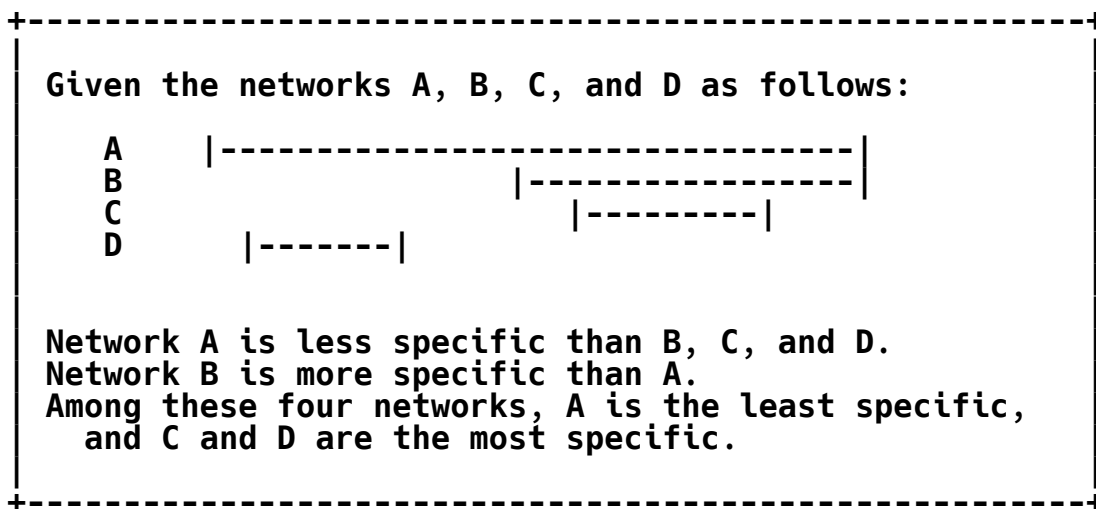 Given the networks A, B, C, and D as follows:
A |---------------------------------|
B |-----------------|
C |---------|
D |-------|
Network A is less specific than B, C, and D.
Network B is more specific than A.
Among these four networks, A is the least specific,
and C and D are the most specific.